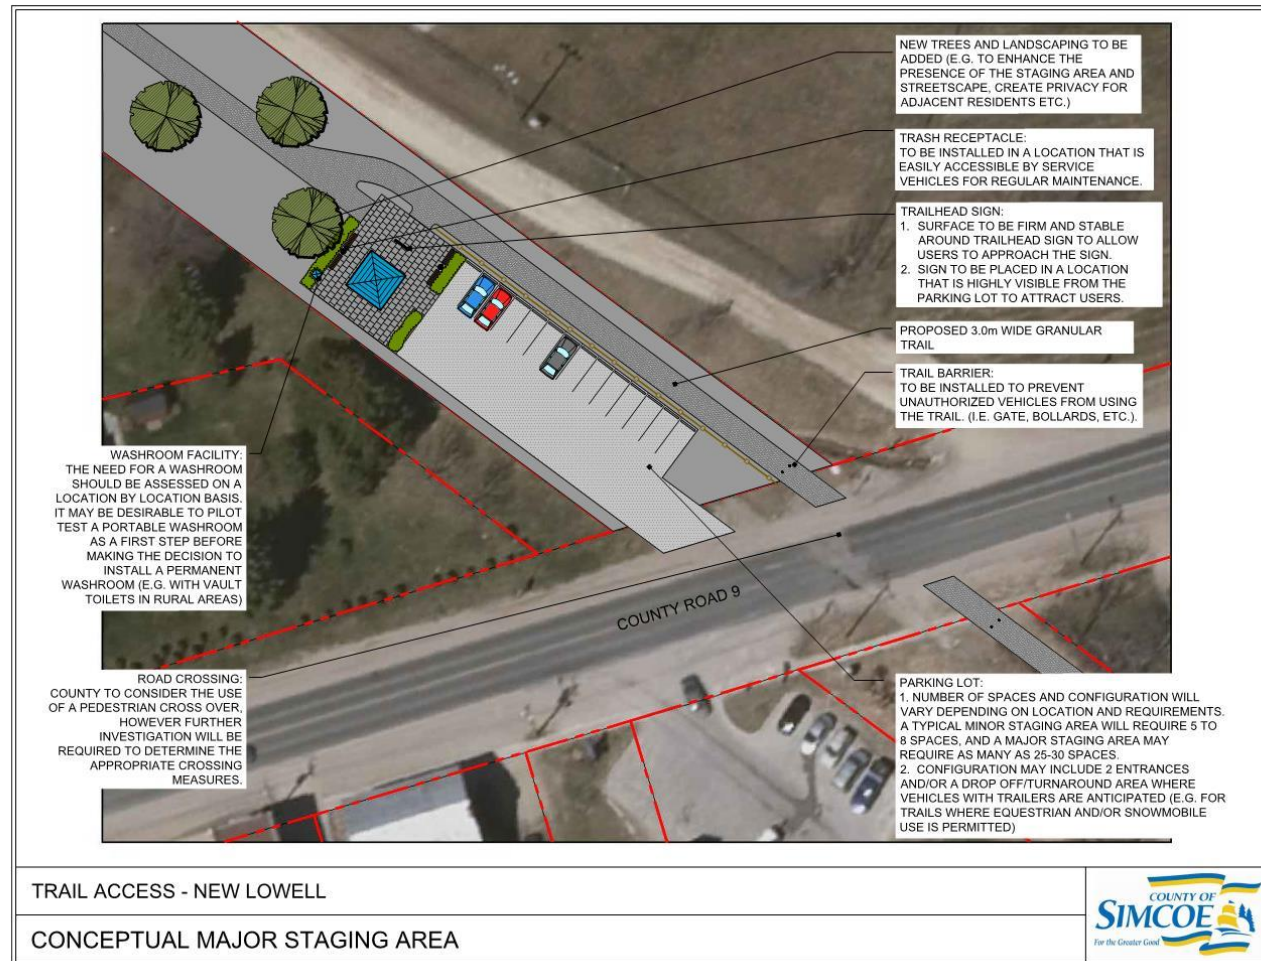 NEW TREES AND LANDSCAPING TO BE
ADDED (E.G. TO ENHANCE THE
PRESENCE OF THE STAGING AREA AND
STREETSCAPE, CREATE PRIVACY FOR
ADJACENT RESIDENTS ETC.)
TRASH RECEPTACLE:
TO BE INSTALLED IN A LOCATION THAT IS
EASILY ACCESSIBLE BY SERVICE
VEHICLES FOR REGULAR MAINTENANCE.
TRAILHEAD SIGN:
1. SURFACE TO BE FIRM AND STABLE
AROUND TRAILHEAD SIGN TO ALLOW
USERS TO APPROACH THE SIGN.
2. SIGN TO BE PLACED IN A LOCATION
THAT IS HIGHLY VISIBLE FROM THE
PARKING LOT TO ATTRACT USERS.
PROPOSED 3.0m WIDE GRANULAR
TRAIL
TRAIL BARRIER:
TO BE INSTALLED TO PREVENT
UNAUTHORIZED VEHICLES FROM USING
THE TRAIL. (I.E. GATE, BOLLARDS, ETC.).
WASHROOM FACILITY:
THE NEED FOR A WASHROOM
SHOULD BE ASSESSED ON A
LOCATION BY LOCATION BASIS.
IT MAY BE DESIRABLE TO PILOT
TEST A PORTABLE WASHROOM
AS A FIRST STEP BEFORE
MAKING THE DECISION TO
INSTALL A PERMANENT
WASHROOM (E.G. WITH VAULT
TOILETS IN RURAL AREAS)
COUNTY ROAD 9
ROAD CROSSING:
COUNTY TO CONSIDER THE USE
OF A PEDESTRIAN CROSS OVER,
HOWEVER FURTHER
INVESTIGATION WILL BE
REQUIRED TO DETERMINE THE
APPROPRIATE CROSSING
MEASURES.
PARKING LOT:
1. NUMBER OF SPACES AND CONFIGURATION WILL
VARY DEPENDING ON LOCATION AND REQUIREMENTS.
A TYPICAL MINOR STAGING AREA WILL REQUIRE 5 TO
8 SPACES, AND A MAJOR STAGING AREA MAY
REQUIRE AS MANY AS 25-30 SPACES.
2. CONFIGURATION MAY INCLUDE 2 ENTRANCES
AND/OR A DROP OFF/TURNAROUND AREA WHERE
VEHICLES WITH TRAILERS ARE ANTICIPATED (E.G. FOR
TRAILS WHERE EQUESTRIAN AND/OR SNOWMOBILE
USE IS PERMITTED)
TRAIL ACCESS - NEW LOWELL
CONCEPTUAL MAJOR STAGING AREA
COUNTY OF
SIMCOE
For the Greater Good